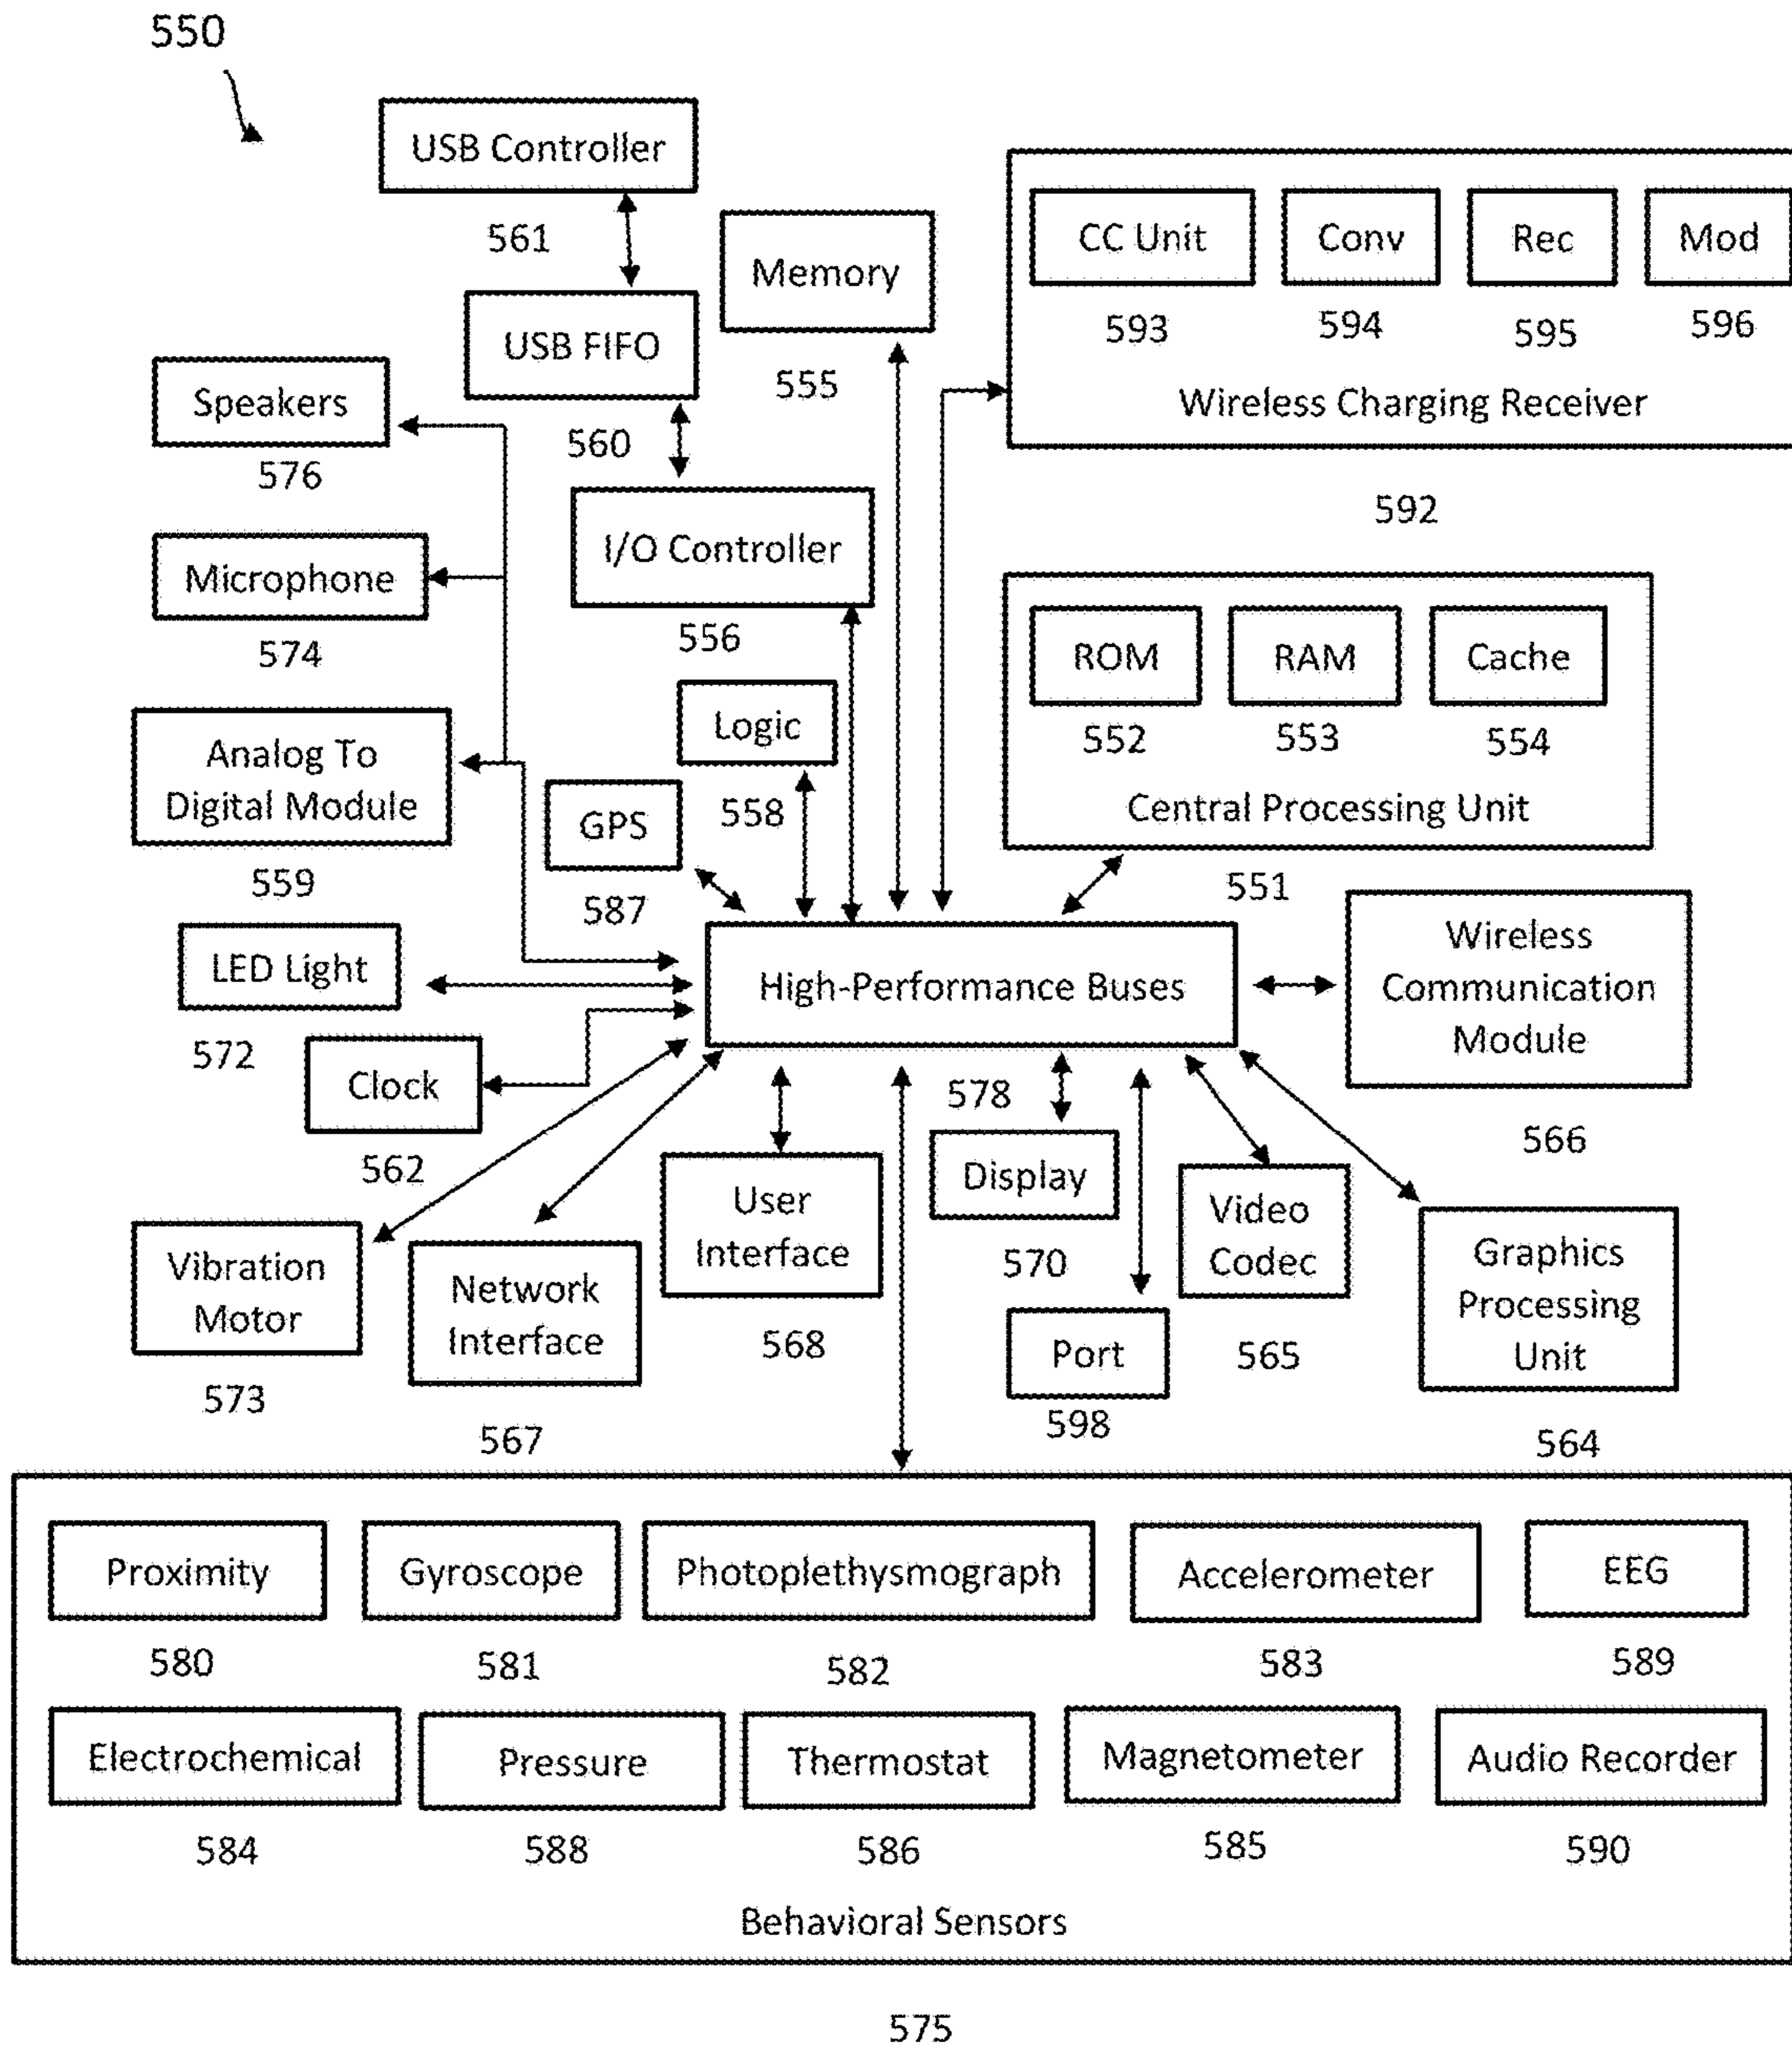 550
USB Controller
561
USB FIFO
560
Memory
555
CC Unit
593
Conv
594
Rec
595
Mod
596
Wireless Charging Receiver
592
Speakers
576
Microphone
574
I/O Controller
556
Analog To
Digital Module
559
Logic
558
GPS
587
ROM
552
RAM
553
Cache
554
Central Processing Unit
551
LED Light
572
High-Performance Buses
578
Wireless
Communication
Module
566
Clock
562
Vibration
Motor
573
Network
Interface
567
User
Interface
568
Display
570
Port
598
Video
Codec
565
Graphics
Processing
Unit
564
Proximity
580
Gyroscope
581
Photoplethysmograph
582
Accelerometer
583
EEG
589
Electrochemical
584
Pressure
588
Thermostat
586
Magnetometer
585
Audio Recorder
590
Behavioral Sensors
575